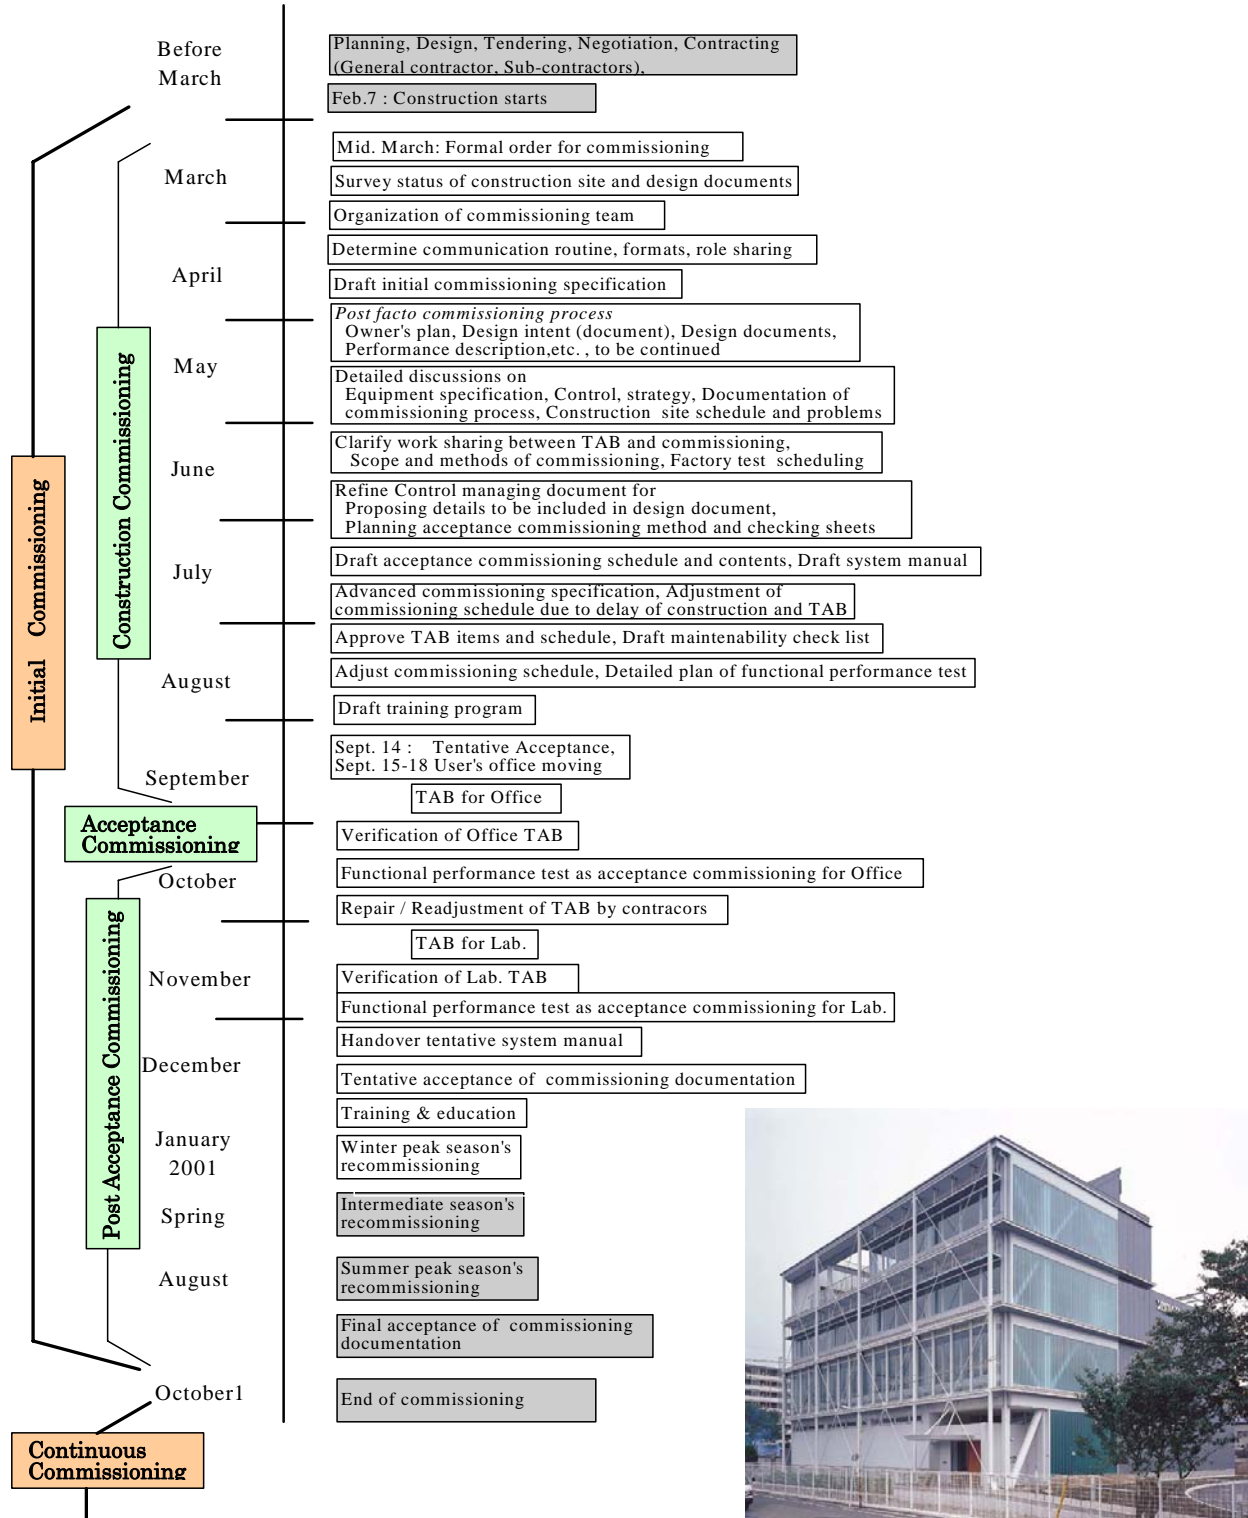 Before
March
Planning, Design, Tendering, Negotiation, Contracting
(General contractor, Sub-contractors),
Feb.7 : Construction starts
Mid. March: Formal order for commissioning
March
Survey status of construction site and design documents
Organization of commissioning team
Determine communication routine, formats, role sharing
April
Draft initial commissioning specification
Post facto commissioning process
Owner's plan, Design intent (document), Design documents,
Performance description,etc. , to be continued
May
Detailed discussions on
Equipment specification, Control, strategy, Documentation of
commissioning process, Construction site schedule and problems
Clarify work sharing between TAB and commissioning,
Scope and methods of commissioning, Factory test scheduling
June
Refine Control managing document for
Proposing details to be included in design document,
Planning acceptance commissioning method and checking sheets
Draft acceptance commissioning schedule and contents, Draft system manual
July
Advanced commissioning specification, Adjustment of
commissioning schedule due to delay of construction and TAB
Approve TAB items and schedule, Draft maintenability check list
Adjust commissioning schedule, Detailed plan of functional performance test
August
Draft training program
Sept. 14 : Tentative Acceptance,
Sept. 15-18 User's office moving
September
TAB for Office
Verification of Office TAB
Functional performance test as acceptance commissioning for Office
October
Repair / Readjustment of TAB by contracors
TAB for Lab.
November
Verification of Lab. TAB
Functional performance test as acceptance commissioning for Lab.
Handover tentative system manual
December
Tentative acceptance of commissioning documentation
Training & education
January
2001
Winter peak season's
recommissioning
Spring
Intermediate season's
recommissioning
August
Summer peak season's
recommissioning
Final acceptance of commissioning
documentation
October1
End of commissioning
Initial Commissioning
Construction Commissioning
Acceptance
Commissioning
Post Acceptance Commissioning
Continuous
Commissioning